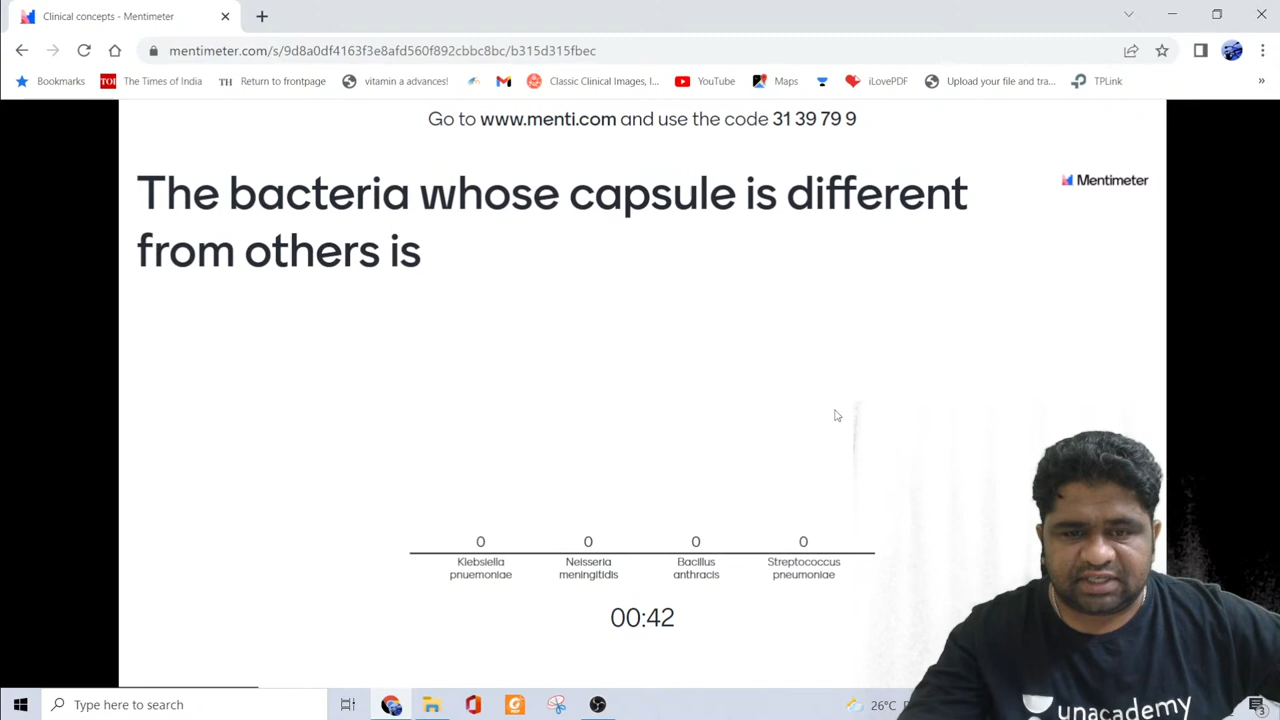 Clinical concepts - Mentimeter
mentimeter.com/s/9d8a0df4163f3e8afd560f892cbbc8bc/b315d315fbec
Bookmarks TOI The Times of India TH Return to frontpage vitamin a advances! Classic Clinical Images, I... YouTube Maps iLovePDF Upload your file and tra... TPLink »
Go to www.menti.com and use the code 31 39 79 9
The bacteria whose capsule is different
from others is
Mentimeter
0 0 0 0
Klebsiella Neisseria Bacillus Streptococcus
pnuemoniae meningitidis anthracis pneumoniae
00:42
unacademy
Type here to search
26°C
3